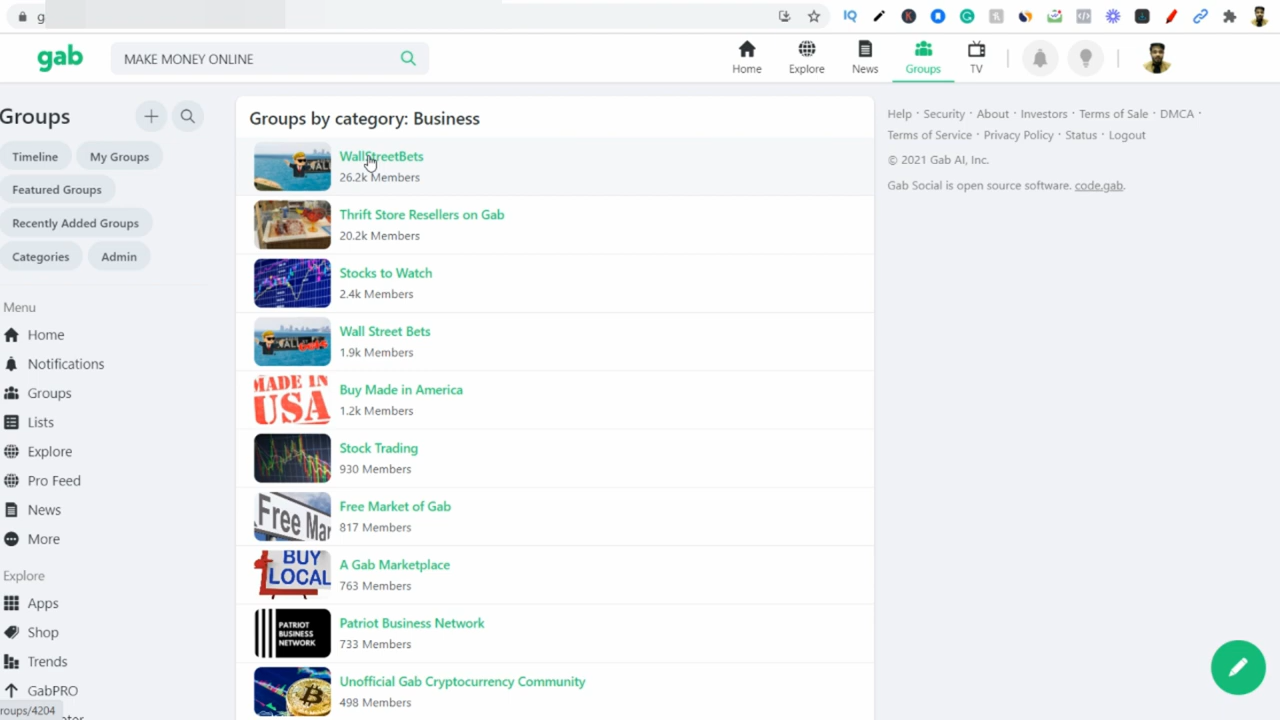 g
gab
MAKE MONEY ONLINE
Home
Explore
News
Groups
TV
Groups
Timeline
My Groups
Featured Groups
Recently Added Groups
Categories
Admin
Menu
Home
Notifications
Groups
Lists
Explore
Pro Feed
News
More
Explore
Apps
Shop
Trends
GabPRO
roups/4204
Groups by category: Business
WallStreetBets
26.2k Members
Thrift Store Resellers on Gab
20.2k Members
Stocks to Watch
2.4k Members
Wall Street Bets
1.9k Members
MADE IN
USA
Buy Made in America
1.2k Members
Stock Trading
930 Members
Free Mar
Free Market of Gab
817 Members
BUY
LOCAL
A Gab Marketplace
763 Members
PATRIOT
BUSINESS
NETWORK
Patriot Business Network
733 Members
Unofficial Gab Cryptocurrency Community
498 Members
Help · Security · About · Investors · Terms of Sale · DMCA ·
Terms of Service · Privacy Policy · Status · Logout
© 2021 Gab AI, Inc.
Gab Social is open source software. code.gab.